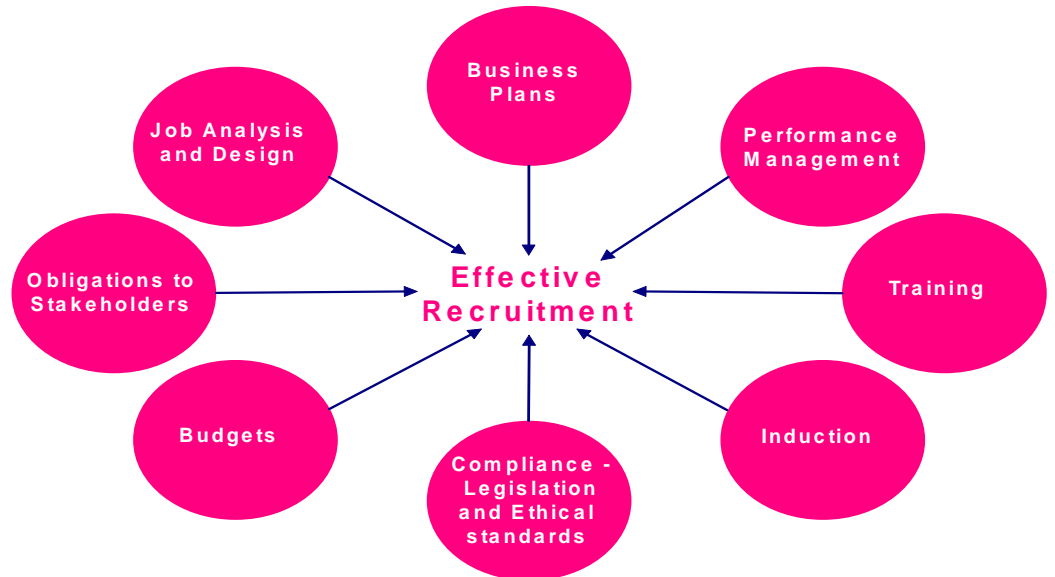 Business
Plans
Job Analysis
and Design
Performance
Management
Obligations to
Stakeholders
Effective
Recruitment
Training
Budgets
Induction
Compliance -
Legislation
and Ethical
standards